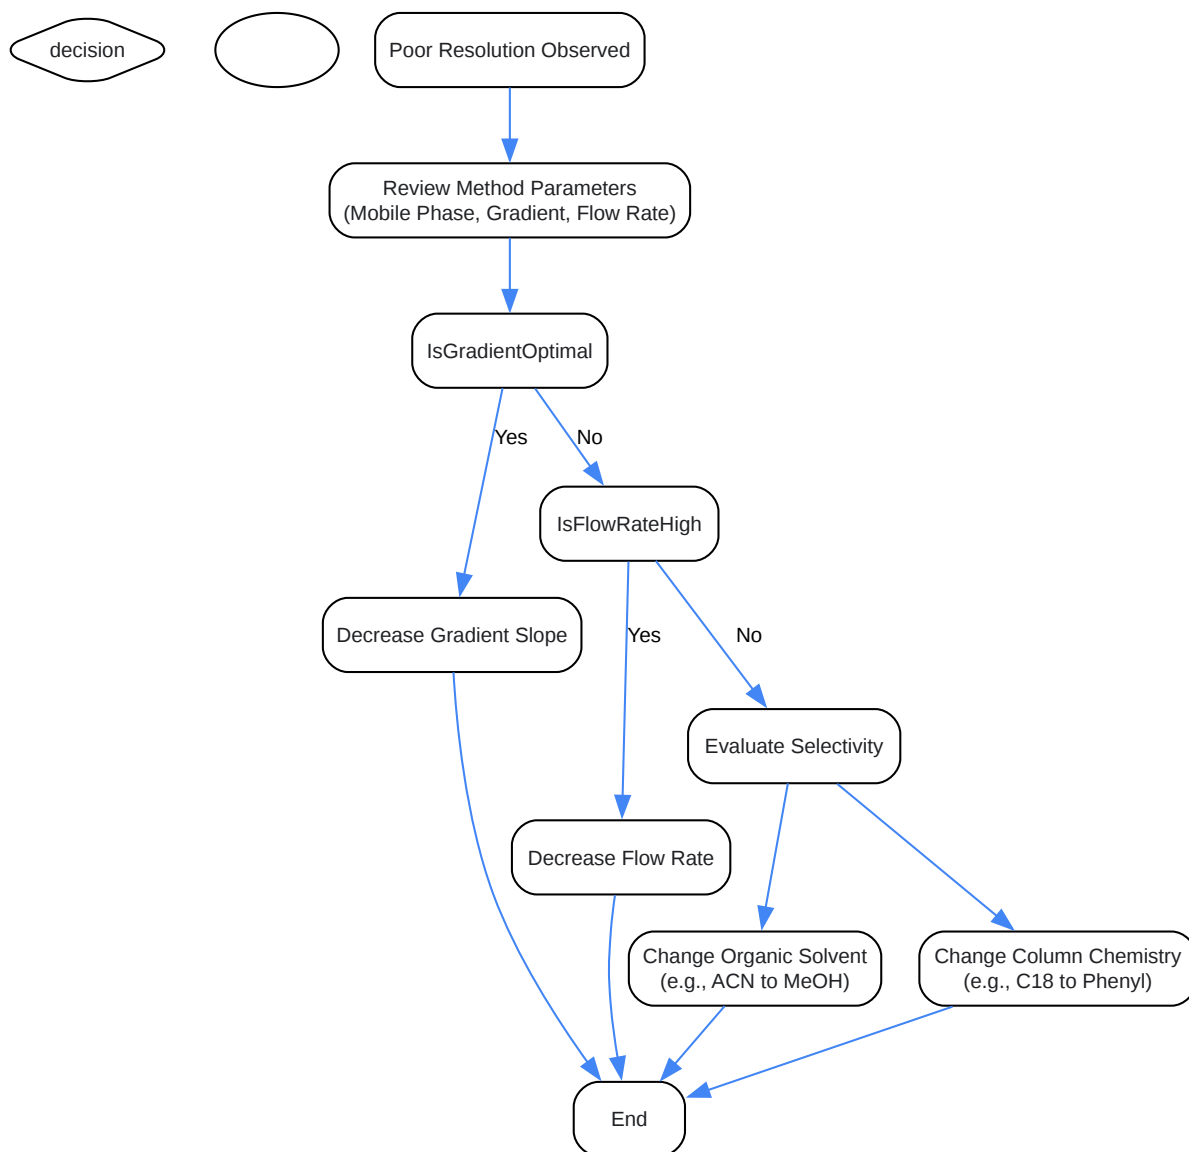 decision
Poor Resolution Observed
Review Method Parameters
(Mobile Phase, Gradient, Flow Rate)
IsGradientOptimal
Yes
No
IsFlowRateHigh
Decrease Gradient Slope
Yes
No
Evaluate Selectivity
Decrease Flow Rate
Change Organic Solvent
(e.g., ACN to MeOH)
Change Column Chemistry
(e.g., C18 to Phenyl)
End